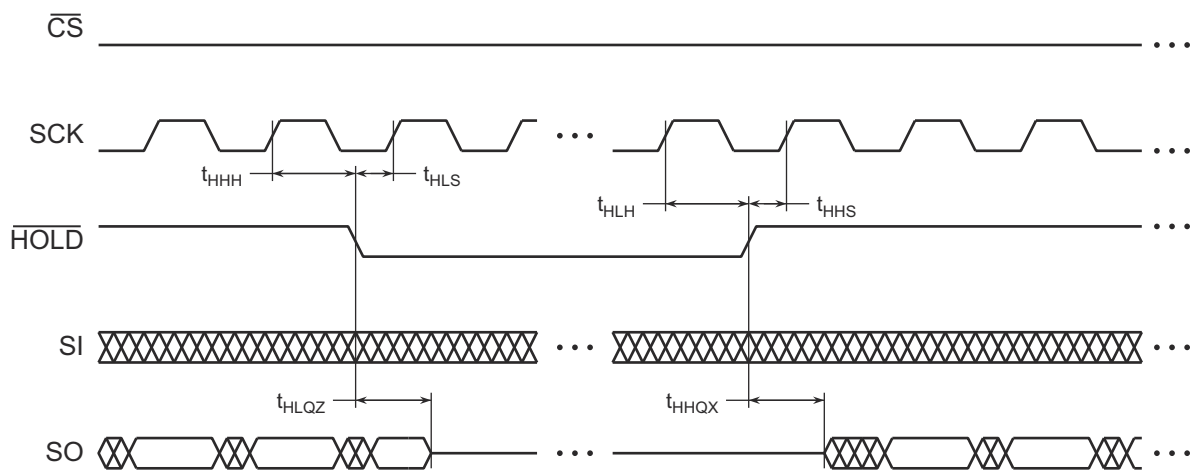 CS
SCK
tHHH
tHLS
tHLH
tHHS
HOLD
SI
tHLQZ
tHHQX
SO